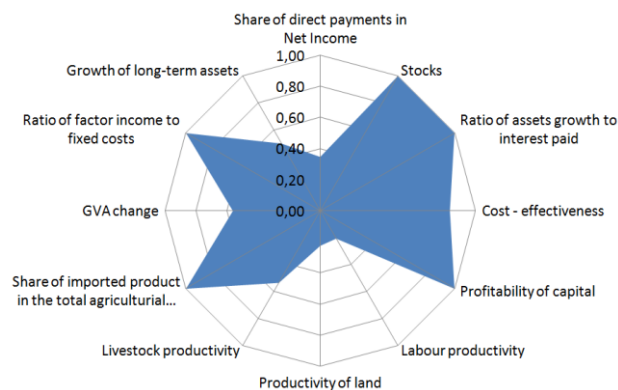 Share of direct payments in
Net Income
1,00
0,80
0,60
0,40
0,20
0,00
Stocks
Ratio of assets growth to
interest paid
Cost - effectiveness
Profitability of capital
Labour productivity
Productivity of land
Livestock productivity
Share of imported product
in the total agriculturial...
GVA change
Ratio of factor income to
fixed costs
Growth of long-term assets